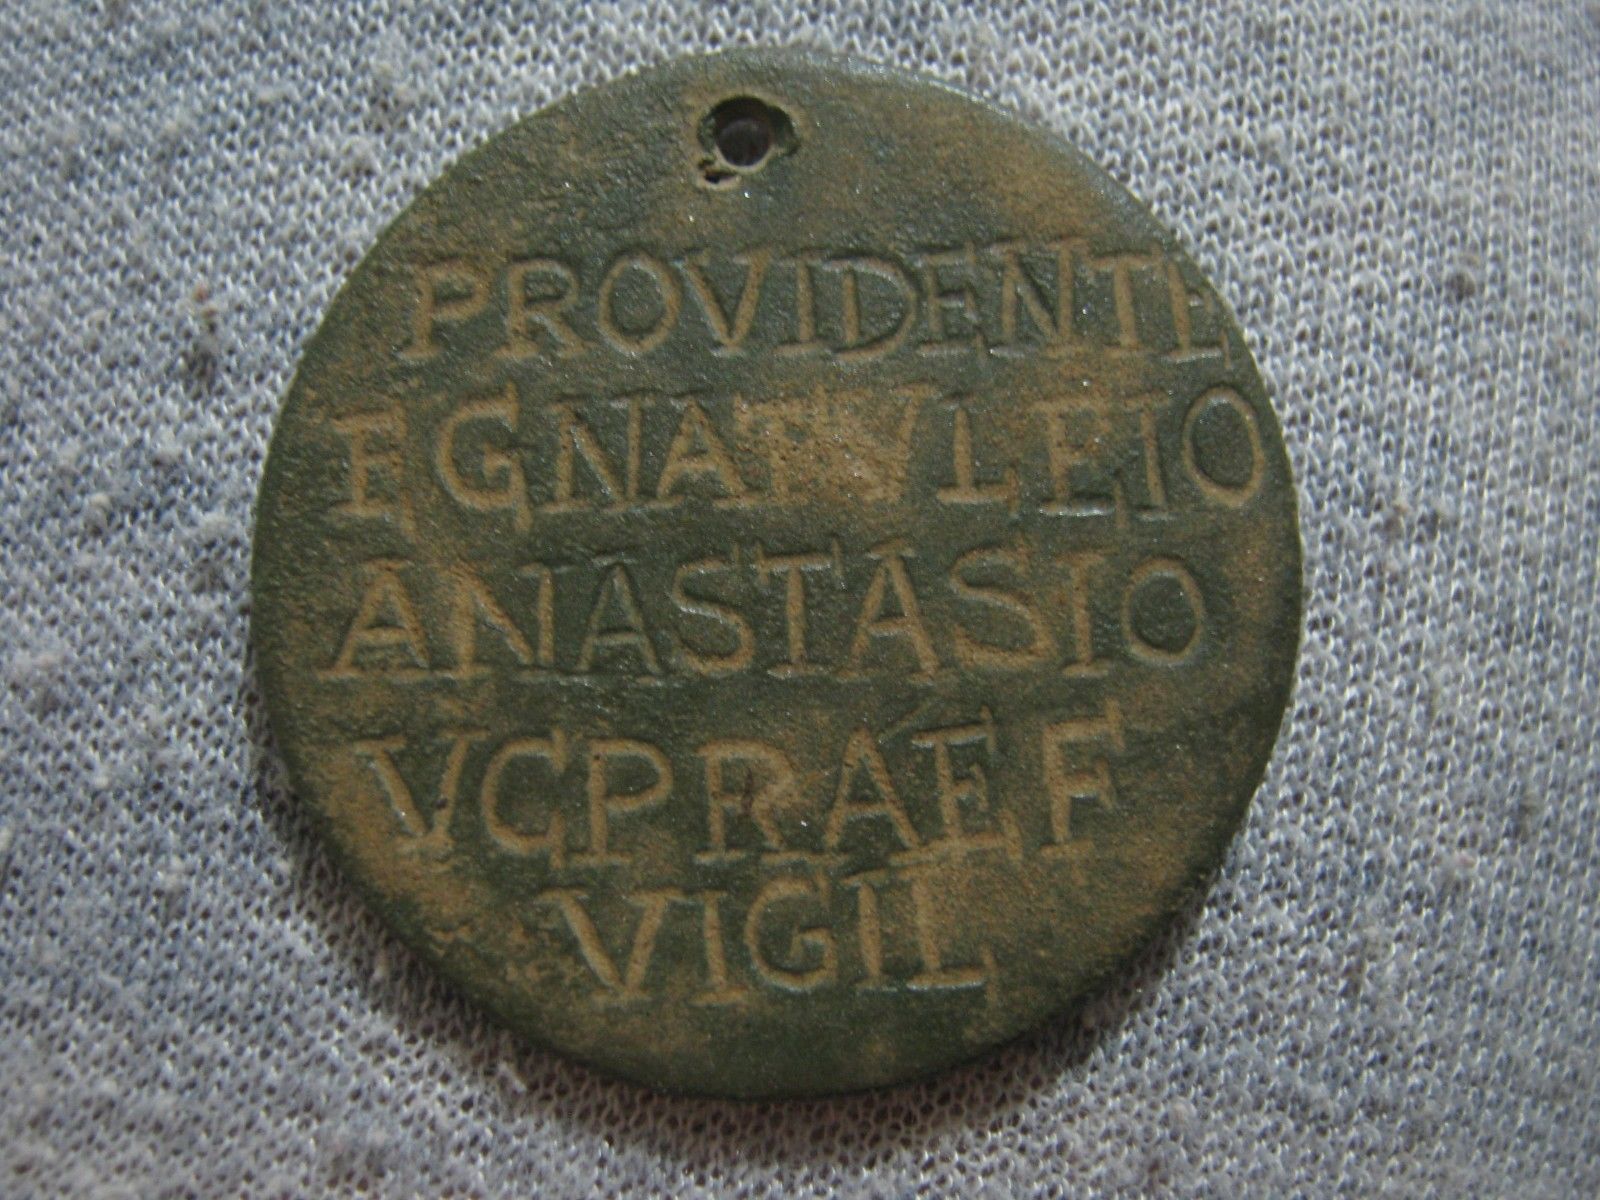 PROVIDENTE
EGNATVLEIO
ANASTASIO
VCPRAEF
VIGIL